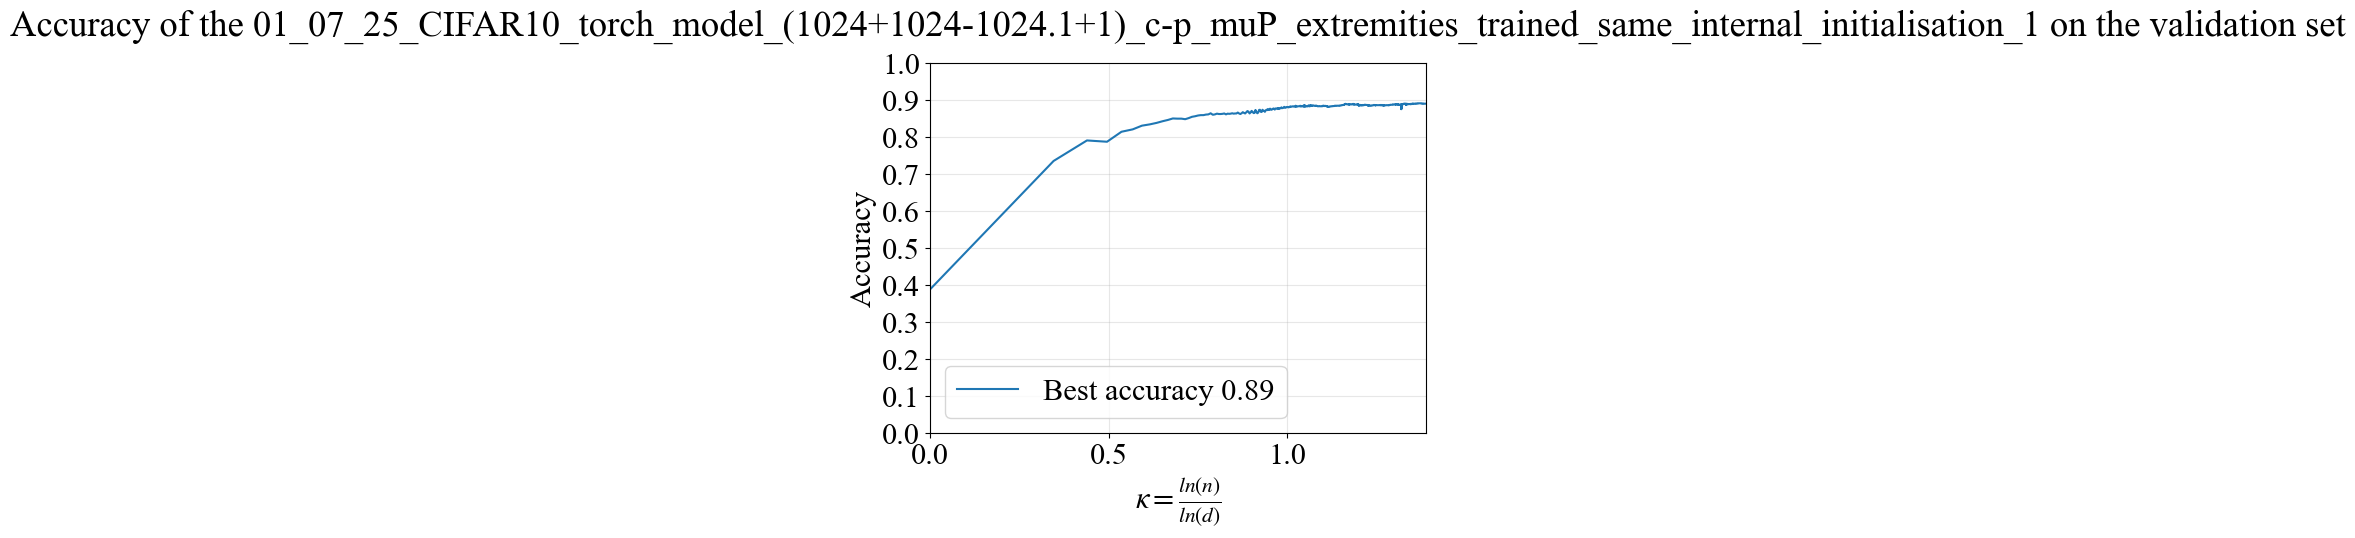 Accuracy of the 01_07_25_CIFAR10_torch_model_(1024+1024-1024.1+1)_c-p_muP_extremities_trained_same_internal_initialisation_1 on the validation set
1.0
0.9
0.8
0.7
0.6
0.5
0.4
0.3
0.2
0.1
0.0
Accuracy
Best accuracy 0.89
0.0 0.5 1.0
κ = ln(n)/ln(d)